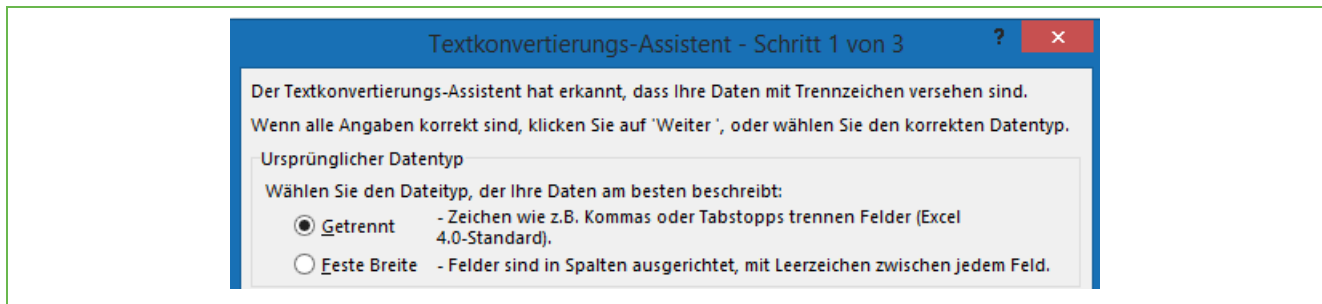 Textkonvertierungs-Assistent - Schritt 1 von 3 ? ×
Der Textkonvertierungs-Assistent hat erkannt, dass Ihre Daten mit Trennzeichen versehen sind.
Wenn alle Angaben korrekt sind, klicken Sie auf 'Weiter ', oder wählen Sie den korrekten Datentyp.
Ursprünglicher Datentyp
Wählen Sie den Dateityp, der Ihre Daten am besten beschreibt:
Getrennt - Zeichen wie z.B. Kommas oder Tabstopps trennen Felder (Excel
4.0-Standard).
Feste Breite - Felder sind in Spalten ausgerichtet, mit Leerzeichen zwischen jedem Feld.